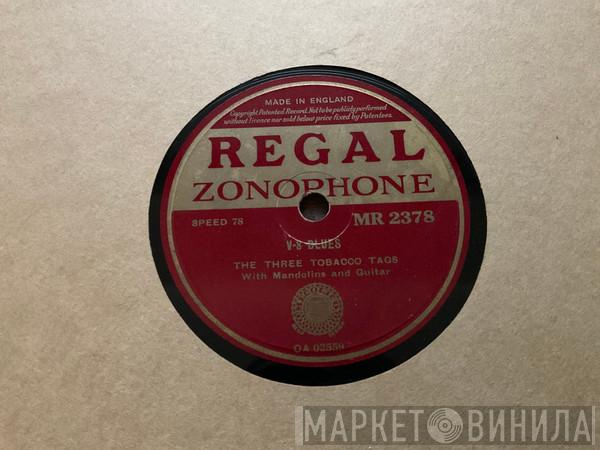 MADE IN ENGLAND
Copyright Patented Record. Not to be publicly performed
without licence nor sold below price fixed by Patentees.
REGAL
ZONOPHONE
SPEED 78
MR 2378
V-8 BLUES
THE THREE TOBACCO TAGS
With Mandolins and Guitar
OA 02559
МАРКЕТ ВИНИЛА